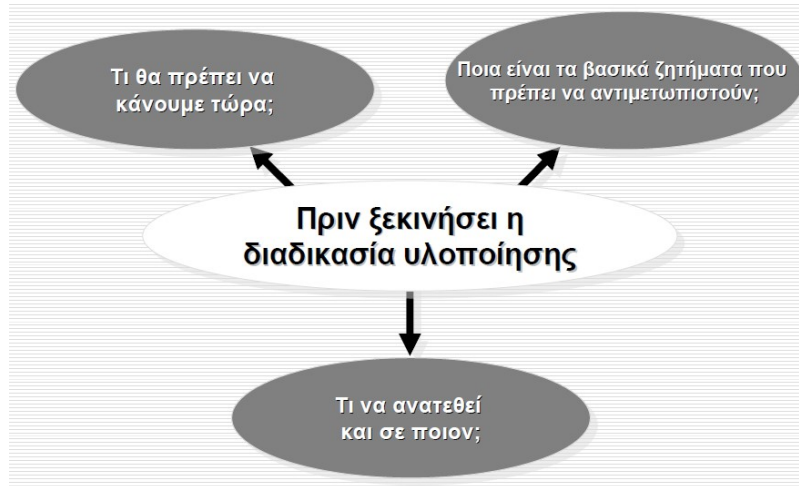 Τι θα πρέπει να
κάνουμε τώρα;
Ποια είναι τα βασικά ζητήματα που
πρέπει να αντιμετωπιστούν;
Πριν ξεκινήσει η
διαδικασία υλοποίησης
Τι να ανατεθεί
και σε ποιον;